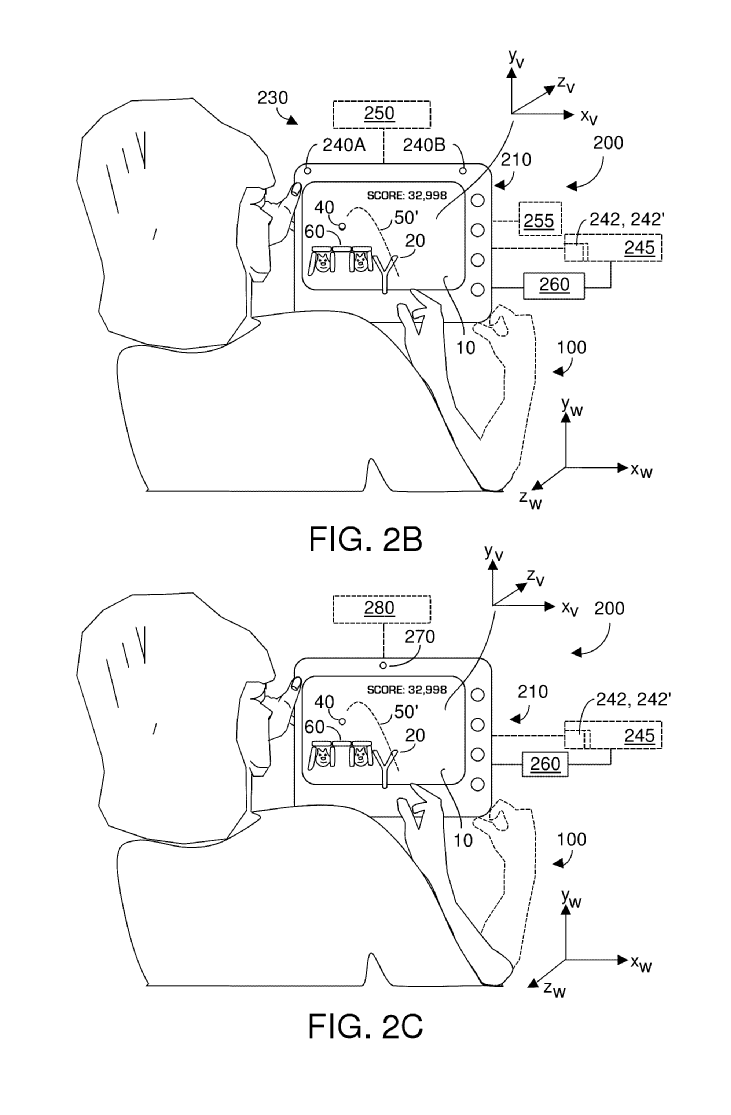 y_v
z_v
230
250
x_v
240A
240B
210
200
SCORE: 32,998
40
50'
255
242, 242'
60
20
245
260
10
100
y_w
x_w
z_w
FIG. 2B
y_v
z_v
280
x_v
200
270
SCORE: 32,998
210
242, 242'
40
50'
60
20
245
260
10
100
y_w
x_w
z_w
FIG. 2C